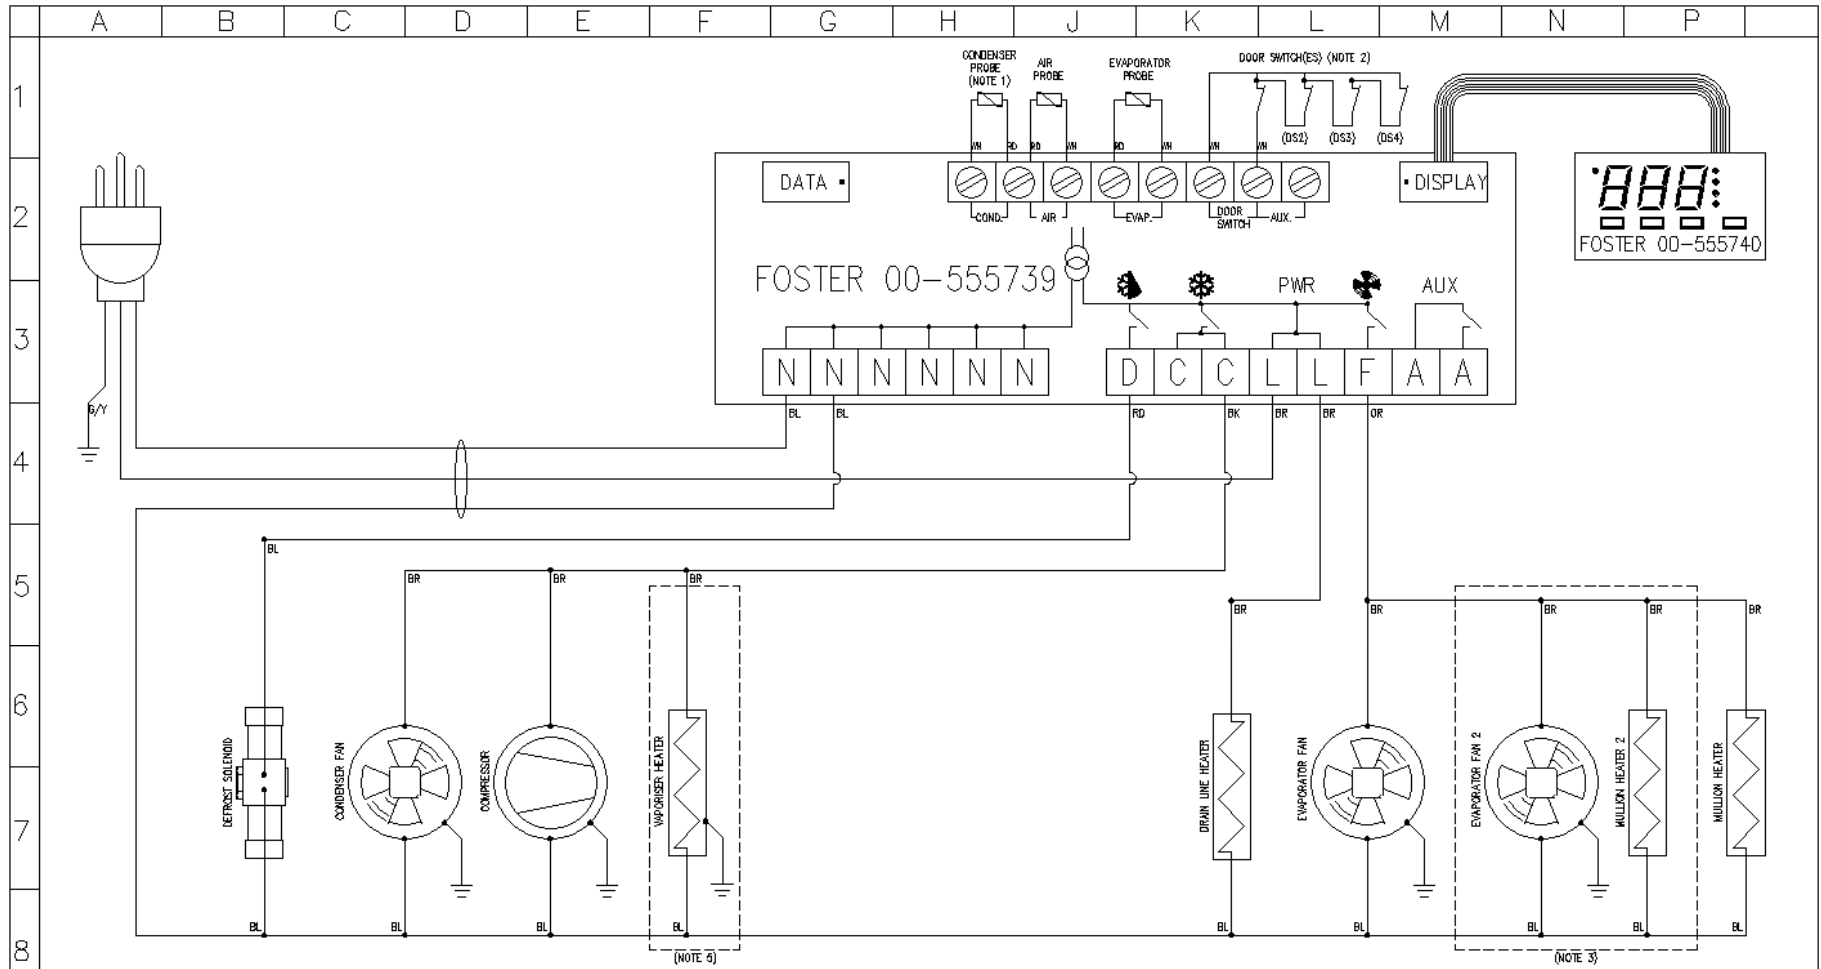 A B C D E F G H J K L M N P
1
2
3
4
5
6
7
8
CONDENSER
PROBE
(NOTE 1)
AIR
PROBE
EVAPORATOR
PROBE
DOOR SWITCH(ES) (NOTE 2)
(DS2) (DS3) (DS4)
WH RD RD WH RD WH WH WH
DATA
DISPLAY
COND. AIR EVAP. DOOR
SWITCH AUX.
FOSTER 00-555740
FOSTER 00-555739
PWR AUX
N N N N N N D C C L L F A A
G/Y
BL BL RD BK BR BR OR
BL
BR BR BR BR BR BR BR BR
DEFROST SOLENOID
CONDENSER FAN
COMPRESSOR
VAPORISER HEATER
DRAIN LINE HEATER
EVAPORATOR FAN
EVAPORATOR FAN 2
MULLION HEATER 2
MULLION HEATER
BL BL BL BL BL BL BL BL
(NOTE 5)
(NOTE 3)